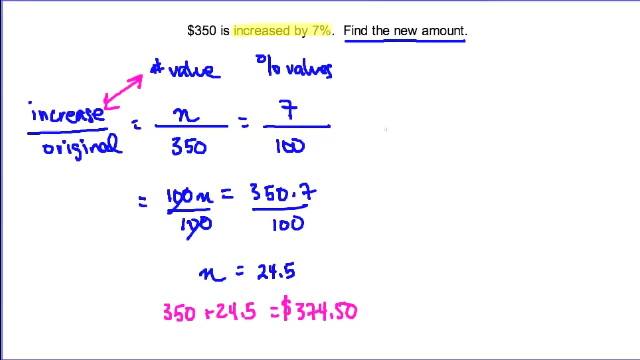 $350 is increased by 7%. Find the new amount.
# value % values
increase/original = n/350 = 7/100
= 100n/100 = 350·7/100
n = 24.5
350 + 24.5 = $374.50